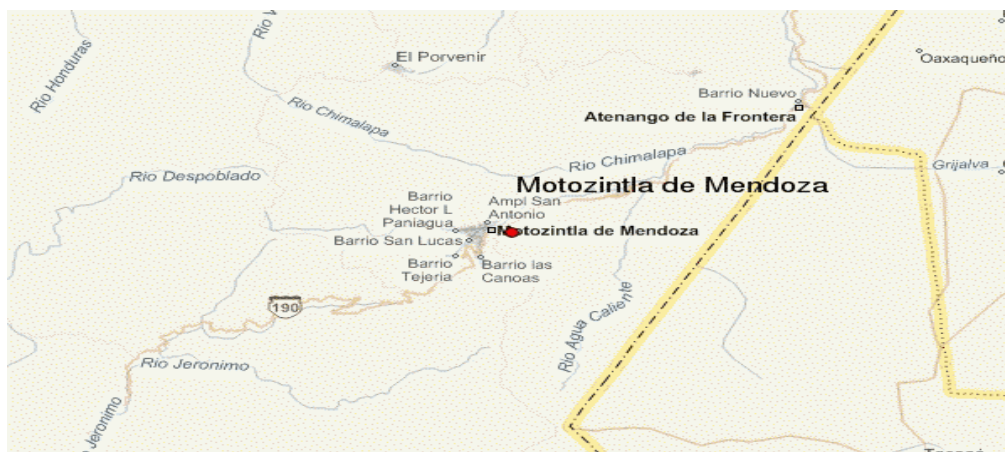 Rio Honduras
El Porvenir
Oaxaqueño
Barrio Nuevo
Atenango de la Frontera
Rio Chimalapa
Rio Chimalapa
Grijalva
Rio Despoblado
Motozintla de Mendoza
Barrio
Hector L
Paniagua
Ampl San
Antonio
Motozintla de Mendoza
Barrio San Lucas
Barrio
Tejeria
Barrio las
Canoas
190
Rio Agua Caliente
Rio Jeronimo
Jeronimo